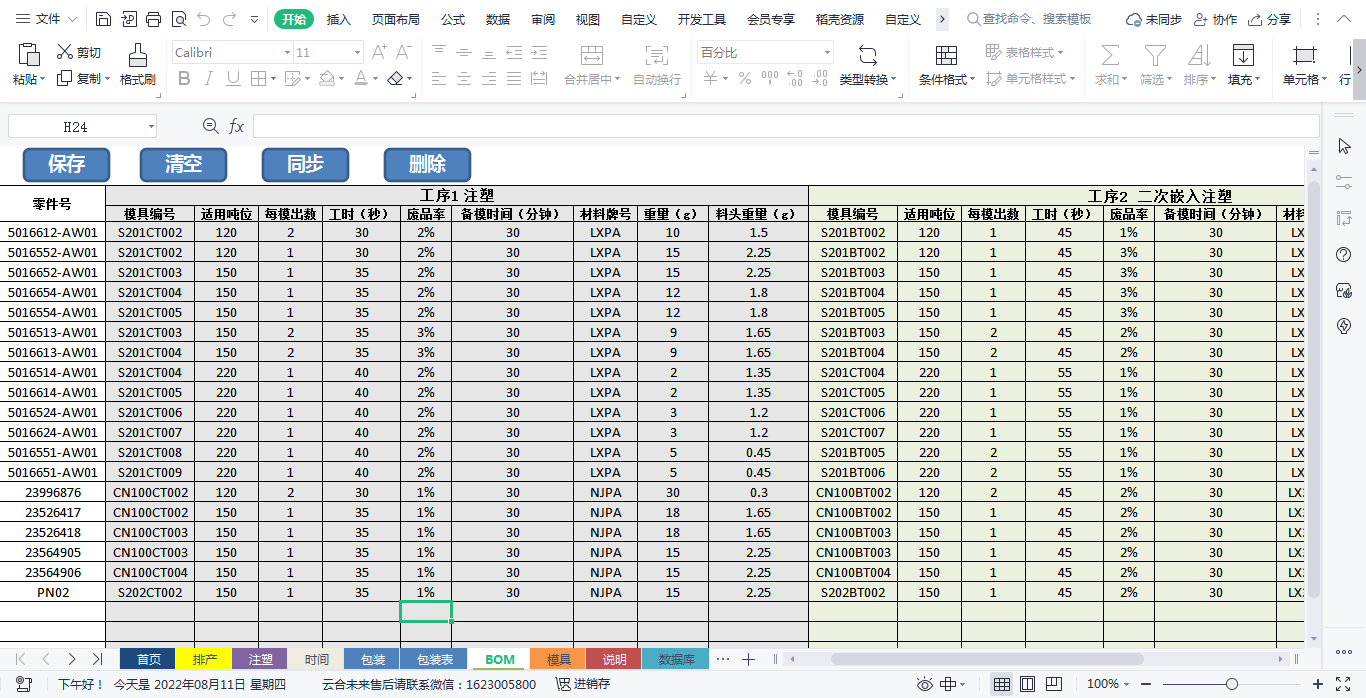 文件 开始 插入 页面布局 公式 数据 审阅 视图 自定义 开发工具 会员专享 稻壳资源 自定义 查找命令、搜索模板 未同步 协作 分享
粘贴 剪切 复制 格式刷 Calibri 11 A+ A- B I U A 合并居中 自动换行 百分比 ¥ % 类型转换 条件格式 表格样式 单元格样式 求和 筛选 排序 填充 单元格 行
H24 fx
保存 清空 同步 删除
零件号 工序1 注塑 工序2 二次嵌入注塑
模具编号 适用吨位 每模出数 工时（秒） 废品率 备模时间（分钟） 材料牌号 重量（g） 料头重量（g） 模具编号 适用吨位 每模出数 工时（秒） 废品率 备模时间（分钟） 材料
5016612-AW01 S201CT002 120 2 30 2% 30 LXPA 10 1.5 S201BT002 120 1 45 1% 30 LX
5016552-AW01 S201CT002 120 1 30 2% 30 LXPA 15 2.25 S201BT002 120 1 45 3% 30 LX
5016652-AW01 S201CT003 150 1 35 2% 30 LXPA 15 2.25 S201BT003 150 1 45 3% 30 LX
5016654-AW01 S201CT004 150 1 35 2% 30 LXPA 12 1.8 S201BT004 150 1 45 3% 30 LX
5016554-AW01 S201CT005 150 1 35 2% 30 LXPA 12 1.8 S201BT005 150 1 45 3% 30 LX
5016513-AW01 S201CT003 150 2 35 3% 30 LXPA 9 1.65 S201BT003 150 2 45 2% 30 LX
5016613-AW01 S201CT004 150 2 35 3% 30 LXPA 9 1.65 S201BT004 150 2 45 2% 30 LX
5016514-AW01 S201CT004 220 1 40 2% 30 LXPA 2 1.35 S201CT004 220 1 55 1% 30 LX
5016614-AW01 S201CT005 220 1 40 2% 30 LXPA 2 1.35 S201CT005 220 1 55 1% 30 LX
5016524-AW01 S201CT006 220 1 40 2% 30 LXPA 3 1.2 S201CT006 220 1 55 1% 30 LX
5016624-AW01 S201CT007 220 1 40 2% 30 LXPA 3 1.2 S201CT007 220 1 55 1% 30 LX
5016551-AW01 S201CT008 220 1 40 2% 30 LXPA 5 0.45 S201BT005 220 2 55 1% 30 LX
5016651-AW01 S201CT009 220 1 40 2% 30 LXPA 5 0.45 S201BT006 220 2 55 1% 30 LX
23996876 CN100CT002 120 2 30 1% 30 NJPA 30 0.3 CN100BT002 120 2 45 2% 30 LX
23526417 CN100CT002 150 1 35 1% 30 NJPA 18 1.65 CN100BT002 150 1 45 2% 30 LX
23526418 CN100CT003 150 1 35 1% 30 NJPA 18 1.65 CN100BT003 150 1 45 2% 30 LX
23564905 CN100CT003 150 1 35 1% 30 NJPA 15 2.25 CN100BT003 150 1 45 2% 30 LX
23564906 CN100CT004 150 1 35 1% 30 NJPA 15 2.25 CN100BT004 150 1 45 2% 30 LX
PN02 S202CT002 150 1 35 1% 30 NJPA 15 2.25 S202BT002 150 1 45 2% 30 LX
首页 排产 注塑 时间 包装 包装表 BOM 模具 说明 数据库
下午好！ 今天是 2022年08月11日 星期四 云合未来售后请联系微信：1623005800 进销存 100%